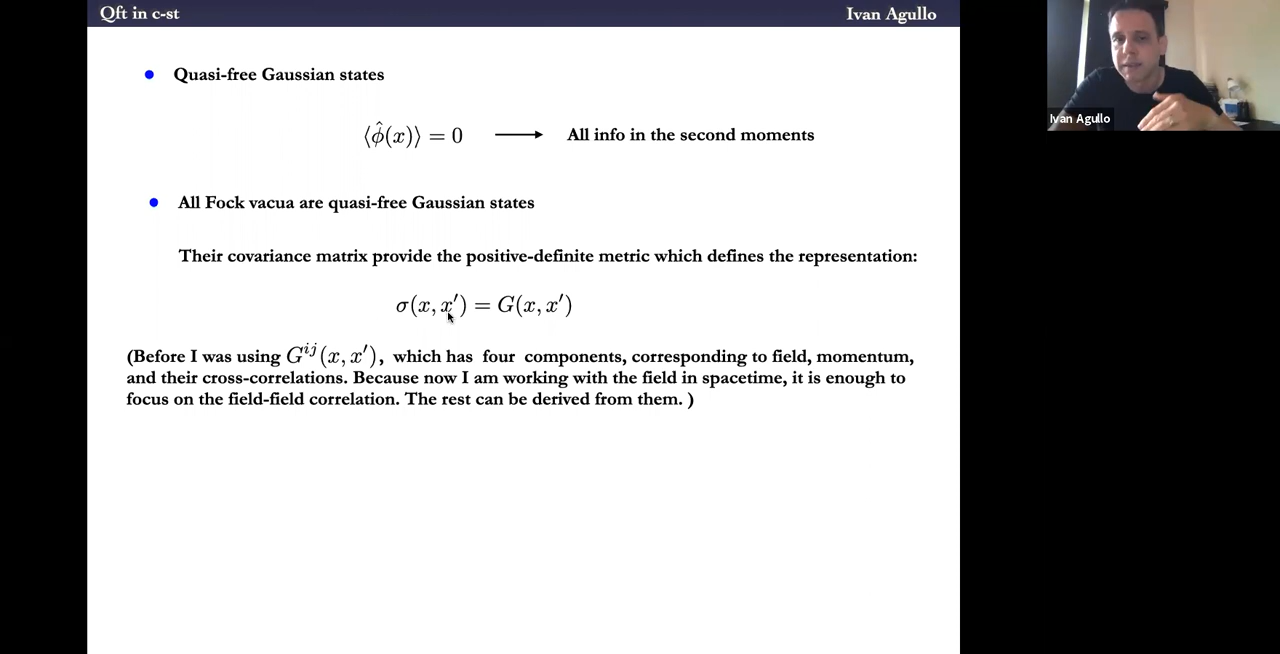 Qft in c-st
Ivan Agullo
• Quasi-free Gaussian states
⟨ϕ̂(x)⟩ = 0 ⟶ All info in the second moments
• All Fock vacua are quasi-free Gaussian states
Their covariance matrix provide the positive-definite metric which defines the representation:
σ(x, x′) = G(x, x′)
(Before I was using Gⁱʲ(x, x′), which has four components, corresponding to field, momentum,
and their cross-correlations. Because now I am working with the field in spacetime, it is enough to
focus on the field-field correlation. The rest can be derived from them. )
Ivan Agullo